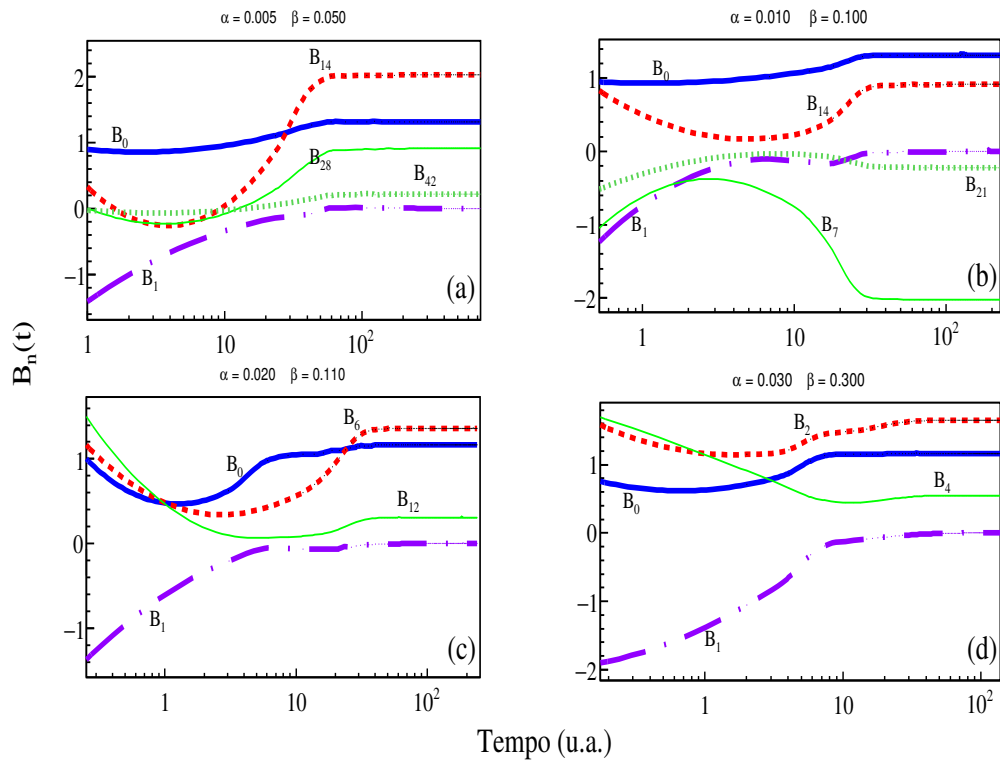 α = 0.005 β = 0.050
α = 0.010 β = 0.100
B_n(t)
2
1
0
−1
1
10
10²
B₀
B₁₄
B₂₈
B₄₂
B₁
(a)
1
0
−1
−2
1
10
10²
B₀
B₁₄
B₂₁
B₁
B₇
(b)
α = 0.020 β = 0.110
α = 0.030 β = 0.300
1
0
−1
1
10
10²
B₆
B₀
B₁₂
B₁
(c)
1
0
−1
−2
1
10
10²
B₂
B₀
B₄
B₁
(d)
Tempo (u.a.)